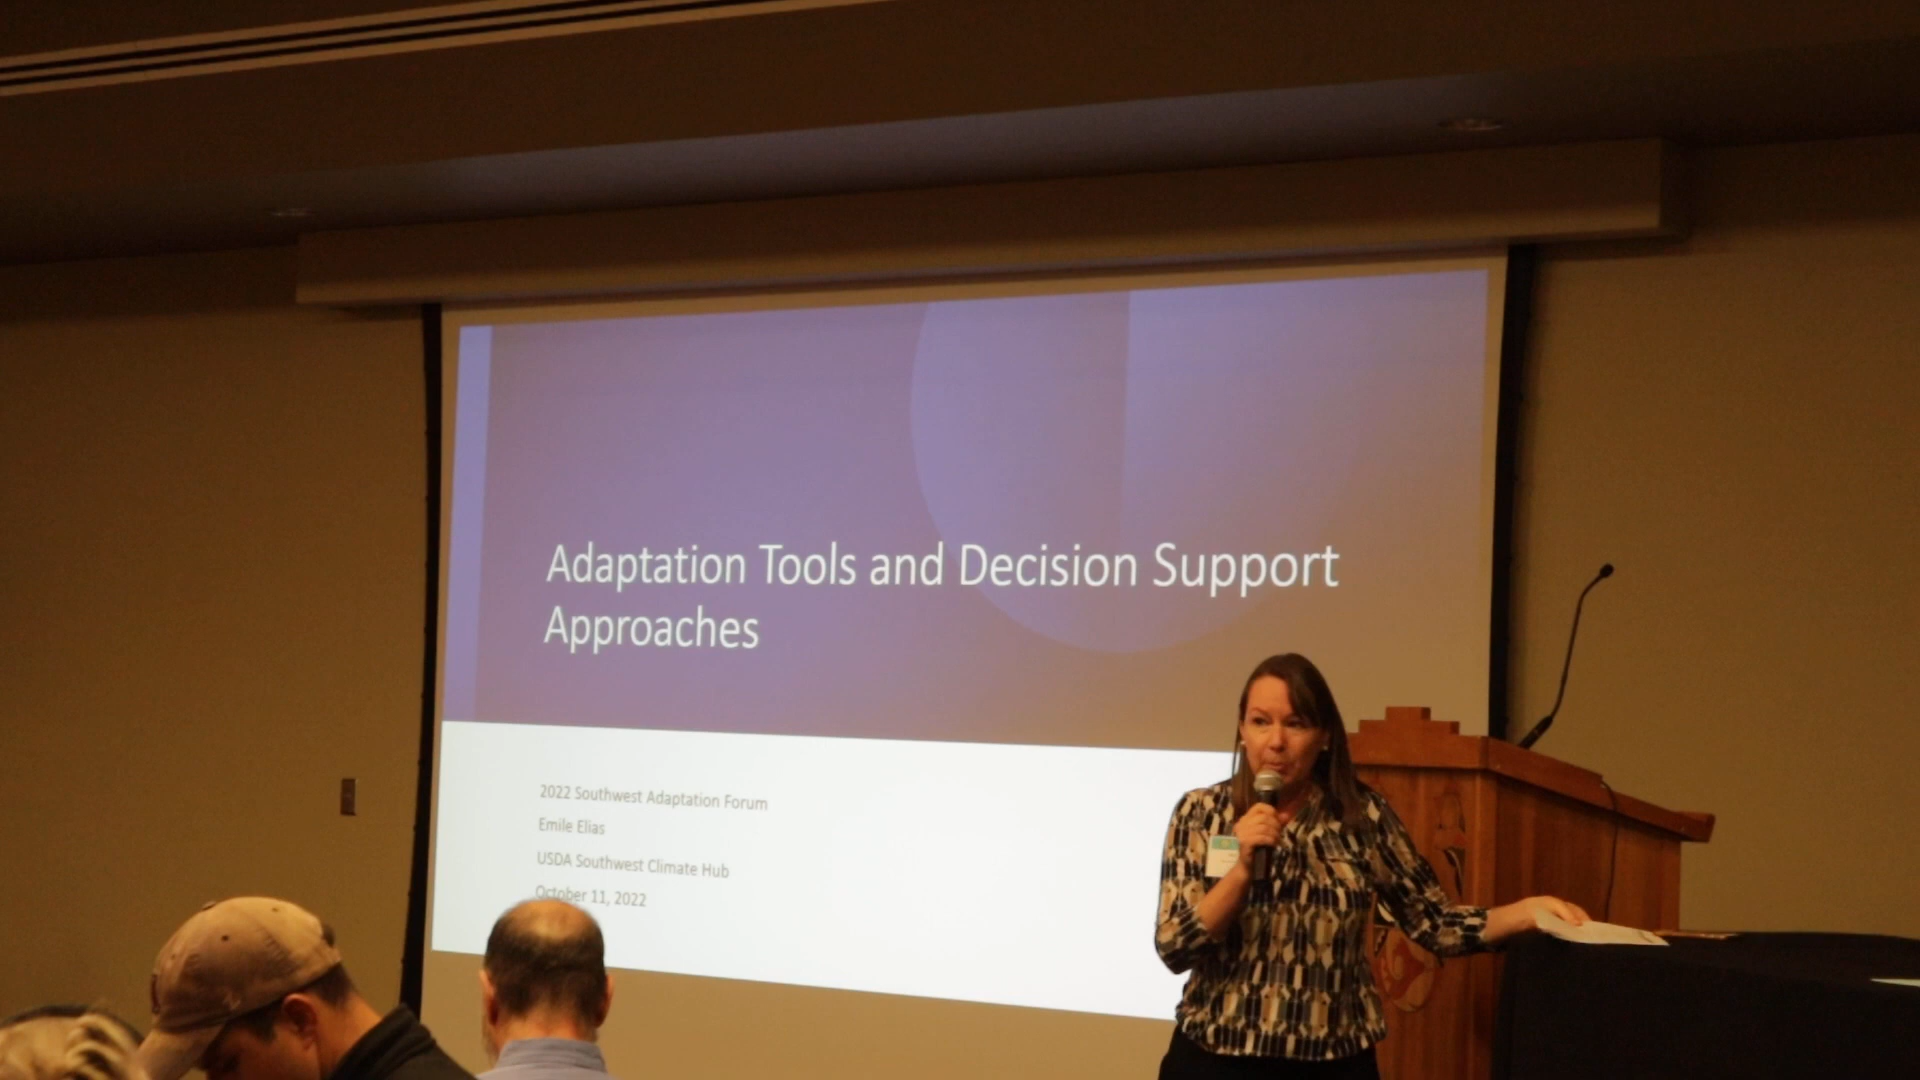 Adaptation Tools and Decision Support
Approaches
2022 Southwest Adaptation Forum
Emile Elias
USDA Southwest Climate Hub
October 11, 2022